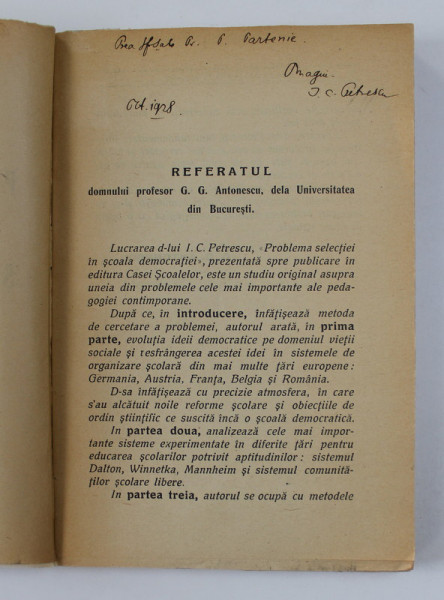 P. Partenie.
Omagiu
I. C. Petrescu
Oct. 1928.
REFERATUL
domnului profesor G. G. Antonescu, dela Universitatea
din București.
Lucrarea d-lui I. C. Petrescu, «Problema selecției
în școala democrației», prezentată spre publicare în
editura Casei Școalelor, este un studiu original asupra
uneia din problemele cele mai importante ale peda-
gogiei contimporane.
După ce, în introducere, înfățișează metoda
de cercetare a problemei, autorul arată, în prima
parte, evoluția ideii democratice pe domeniul vieții
sociale și resfrângerea acestei idei în sistemele de
organizare școlară din mai multe țări europene :
Germania, Austria, Franța, Belgia și România.
D-sa înfățișează cu precizie atmosfera, în care
s'au alcătuit noile reforme școlare și obiecțiile de
ordin științific ce suscită încă o școală democratică.
In partea doua, analizează cele mai impor-
tante sisteme experimentate în diferite țări pentru
educarea școlarilor potrivit aptitudinilor : sistemul
Dalton, Winnetka, Mannheim și sistemul comunită-
ților școlare libere.
In partea treia, autorul se ocupă cu metodele